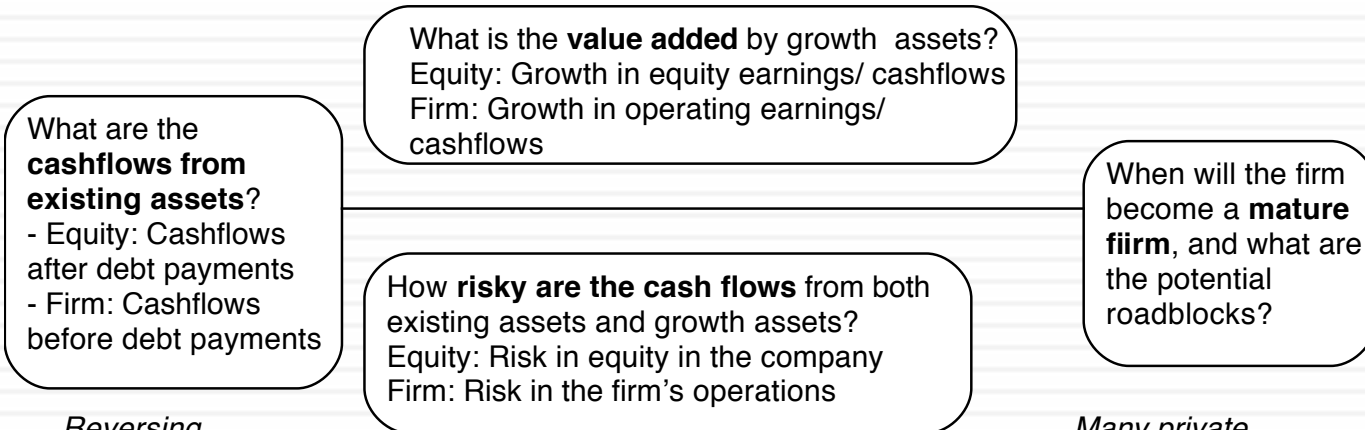 What is the value added by growth assets?
Equity: Growth in equity earnings/ cashflows
Firm: Growth in operating earnings/
cashflows
What are the
cashflows from
existing assets?
- Equity: Cashflows
after debt payments
- Firm: Cashflows
before debt payments
How risky are the cash flows from both
existing assets and growth assets?
Equity: Risk in equity in the company
Firm: Risk in the firm's operations
When will the firm
become a mature
fiirm, and what are
the potential
roadblocks?
Reversing
Many private